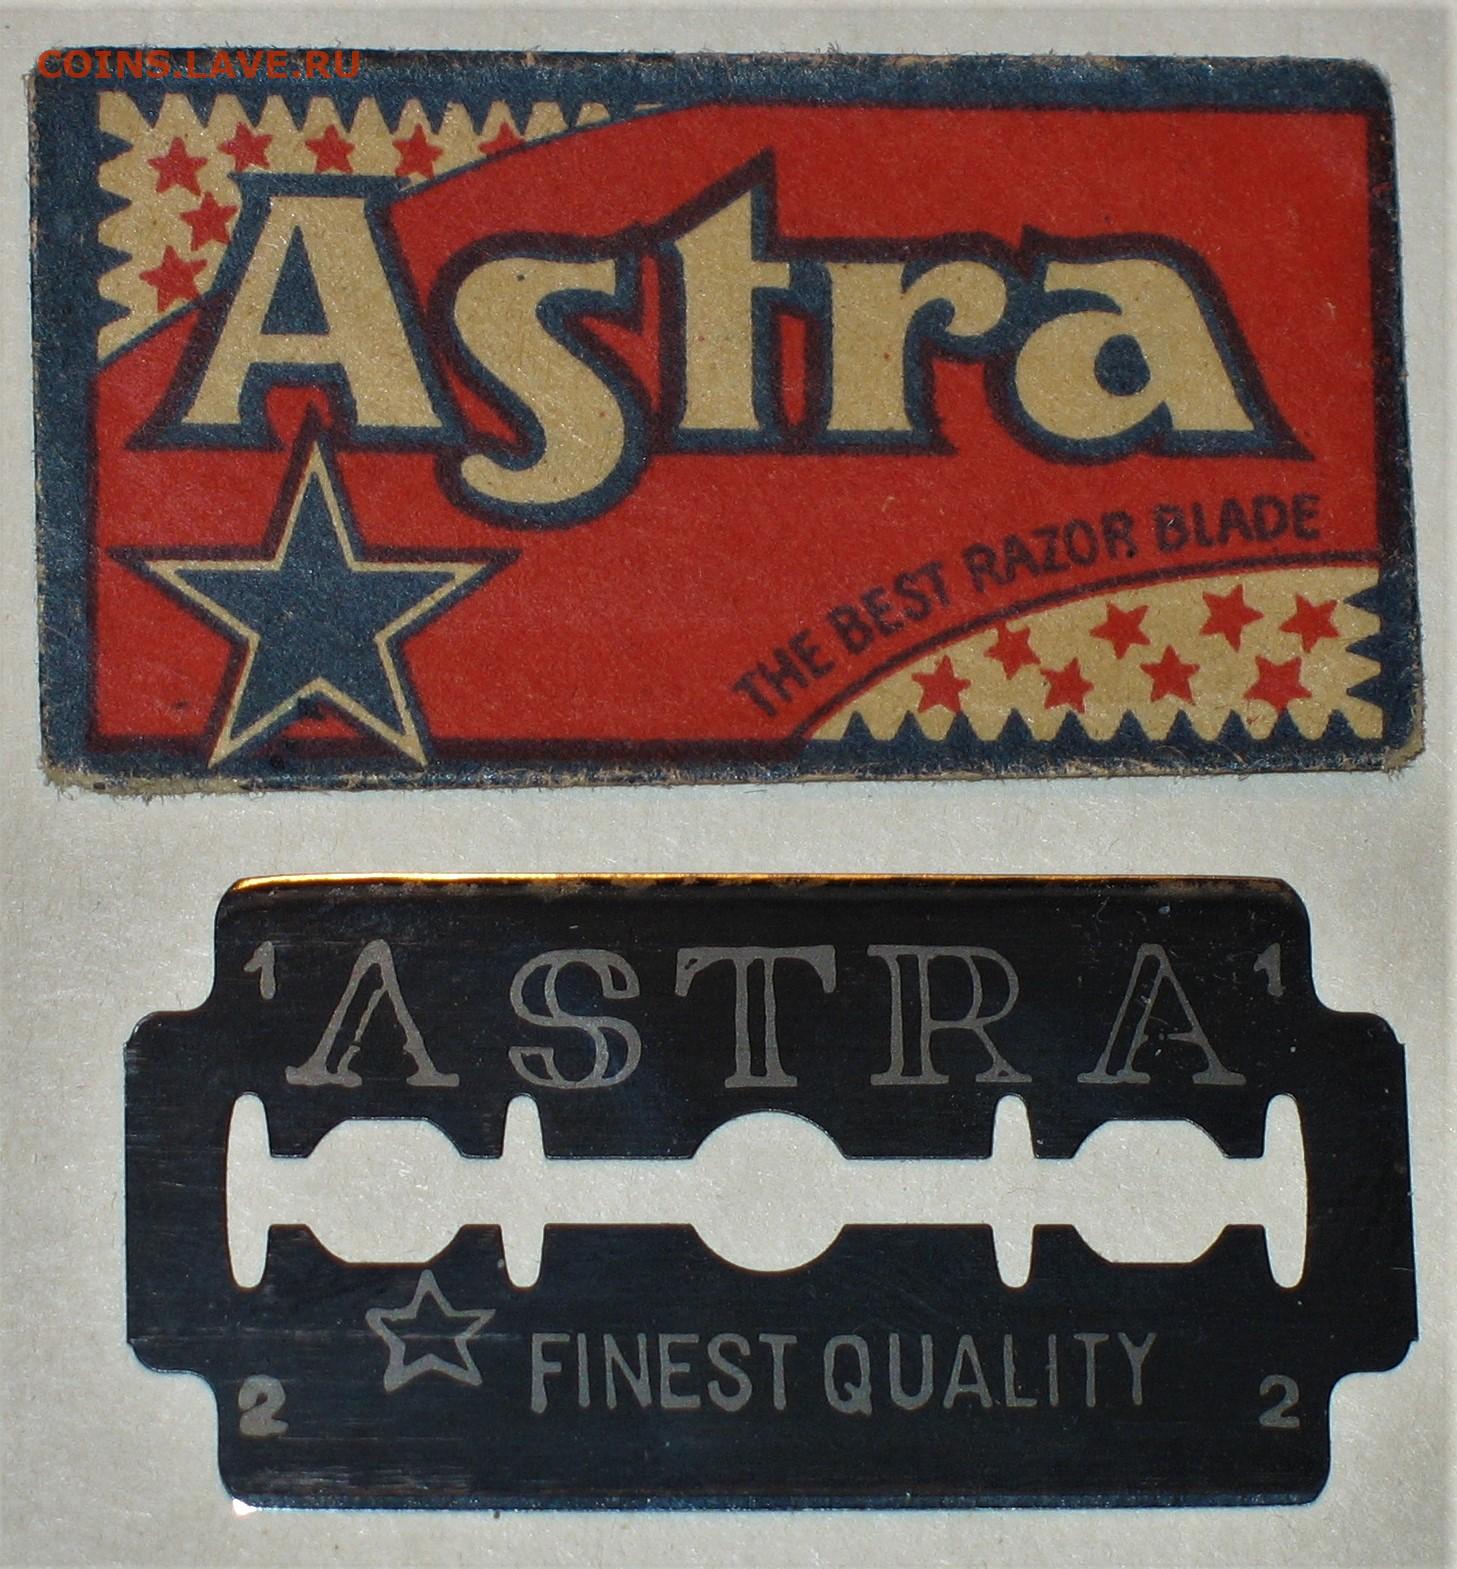 COINS.LAVE.RU
Astra
THE BEST RAZOR BLADE
1 ASTRA 1
FINEST QUALITY
2 2